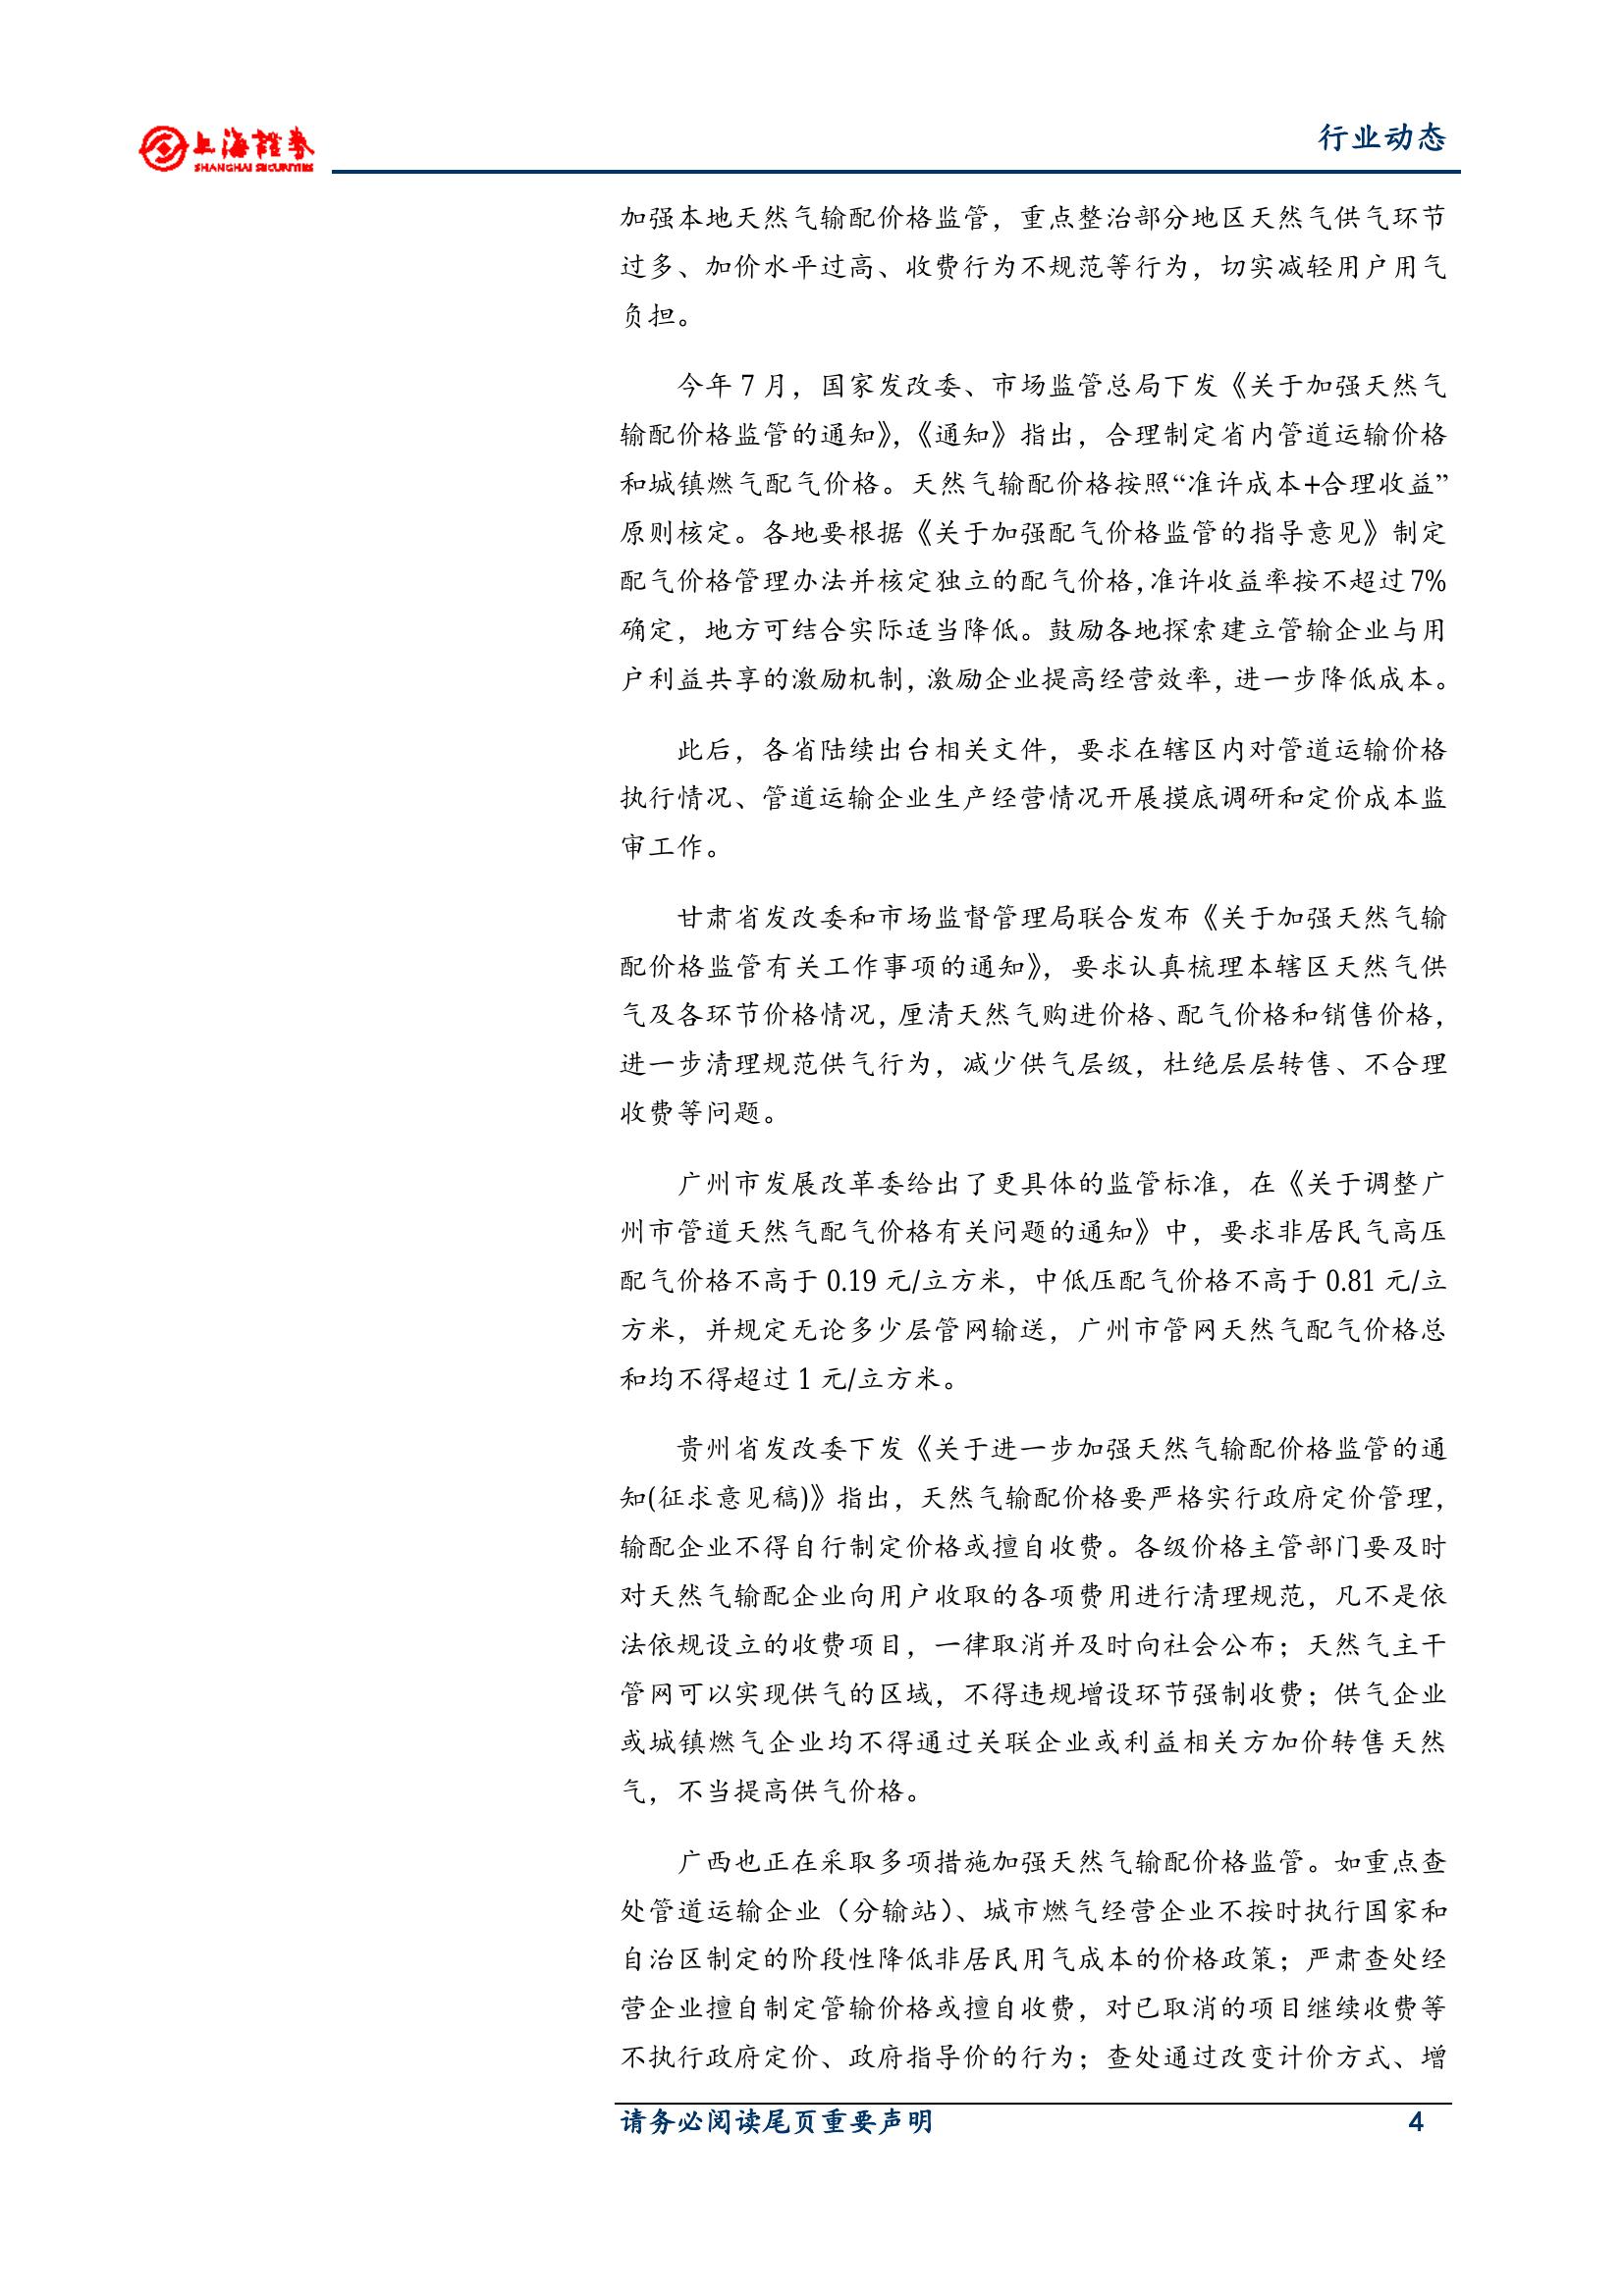 上海證券
SHANGHAI SECURITIES
行业动态
加强本地天然气输配价格监管，重点整治部分地区天然气供气环节
过多、加价水平过高、收费行为不规范等行为，切实减轻用户用气
负担。
今年 7 月，国家发改委、市场监管总局下发《关于加强天然气
输配价格监管的通知》，《通知》指出，合理制定省内管道运输价格
和城镇燃气配气价格。天然气输配价格按照“准许成本+合理收益”
原则核定。各地要根据《关于加强配气价格监管的指导意见》制定
配气价格管理办法并核定独立的配气价格，准许收益率按不超过 7%
确定，地方可结合实际适当降低。鼓励各地探索建立管输企业与用
户利益共享的激励机制，激励企业提高经营效率，进一步降低成本。
此后，各省陆续出台相关文件，要求在辖区内对管道运输价格
执行情况、管道运输企业生产经营情况开展摸底调研和定价成本监
审工作。
甘肃省发改委和市场监督管理局联合发布《关于加强天然气输
配价格监管有关工作事项的通知》，要求认真梳理本辖区天然气供
气及各环节价格情况，厘清天然气购进价格、配气价格和销售价格，
进一步清理规范供气行为，减少供气层级，杜绝层层转售、不合理
收费等问题。
广州市发展改革委给出了更具体的监管标准，在《关于调整广
州市管道天然气配气价格有关问题的通知》中，要求非居民气高压
配气价格不高于 0.19 元/立方米，中低压配气价格不高于 0.81 元/立
方米，并规定无论多少层管网输送，广州市管网天然气配气价格总
和均不得超过 1 元/立方米。
贵州省发改委下发《关于进一步加强天然气输配价格监管的通
知(征求意见稿)》指出，天然气输配价格要严格实行政府定价管理，
输配企业不得自行制定价格或擅自收费。各级价格主管部门要及时
对天然气输配企业向用户收取的各项费用进行清理规范，凡不是依
法依规设立的收费项目，一律取消并及时向社会公布；天然气主干
管网可以实现供气的区域，不得违规增设环节强制收费；供气企业
或城镇燃气企业均不得通过关联企业或利益相关方加价转售天然
气，不当提高供气价格。
广西也正在采取多项措施加强天然气输配价格监管。如重点查
处管道运输企业（分输站）、城市燃气经营企业不按时执行国家和
自治区制定的阶段性降低非居民用气成本的价格政策；严肃查处经
营企业擅自制定管输价格或擅自收费，对已取消的项目继续收费等
不执行政府定价、政府指导价的行为；查处通过改变计价方式、增
请务必阅读尾页重要声明
4